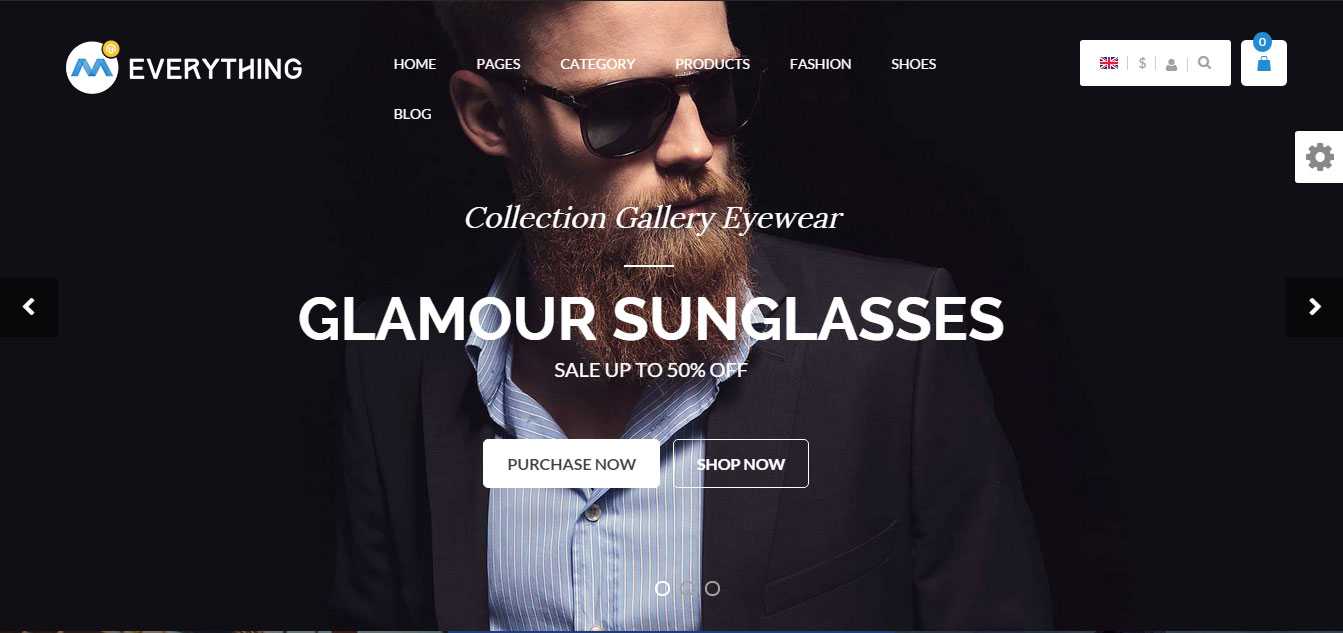 EVERYTHING
HOME PAGES CATEGORY PRODUCTS FASHION SHOES
BLOG
$
0
Collection Gallery Eyewear
GLAMOUR SUNGLASSES
SALE UP TO 50% OFF
PURCHASE NOW SHOP NOW